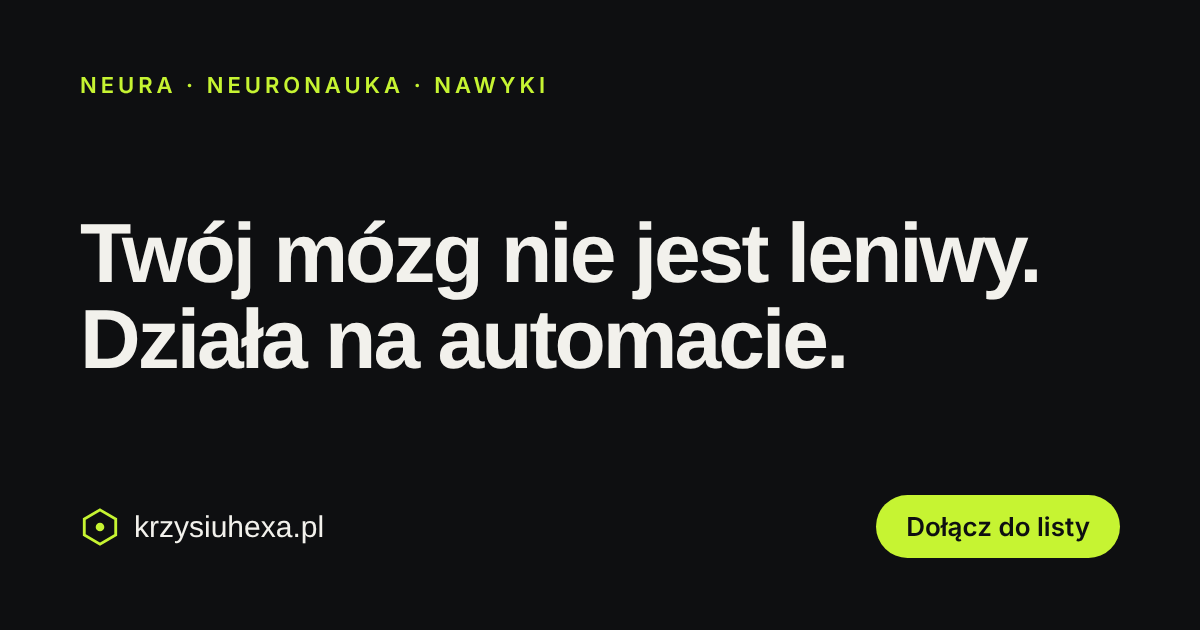 NEURA · NEURONAUKA · NAWYKI
Twój mózg nie jest leniwy.
Działa na automacie.
krzysiuhexa.pl
Dołącz do listy